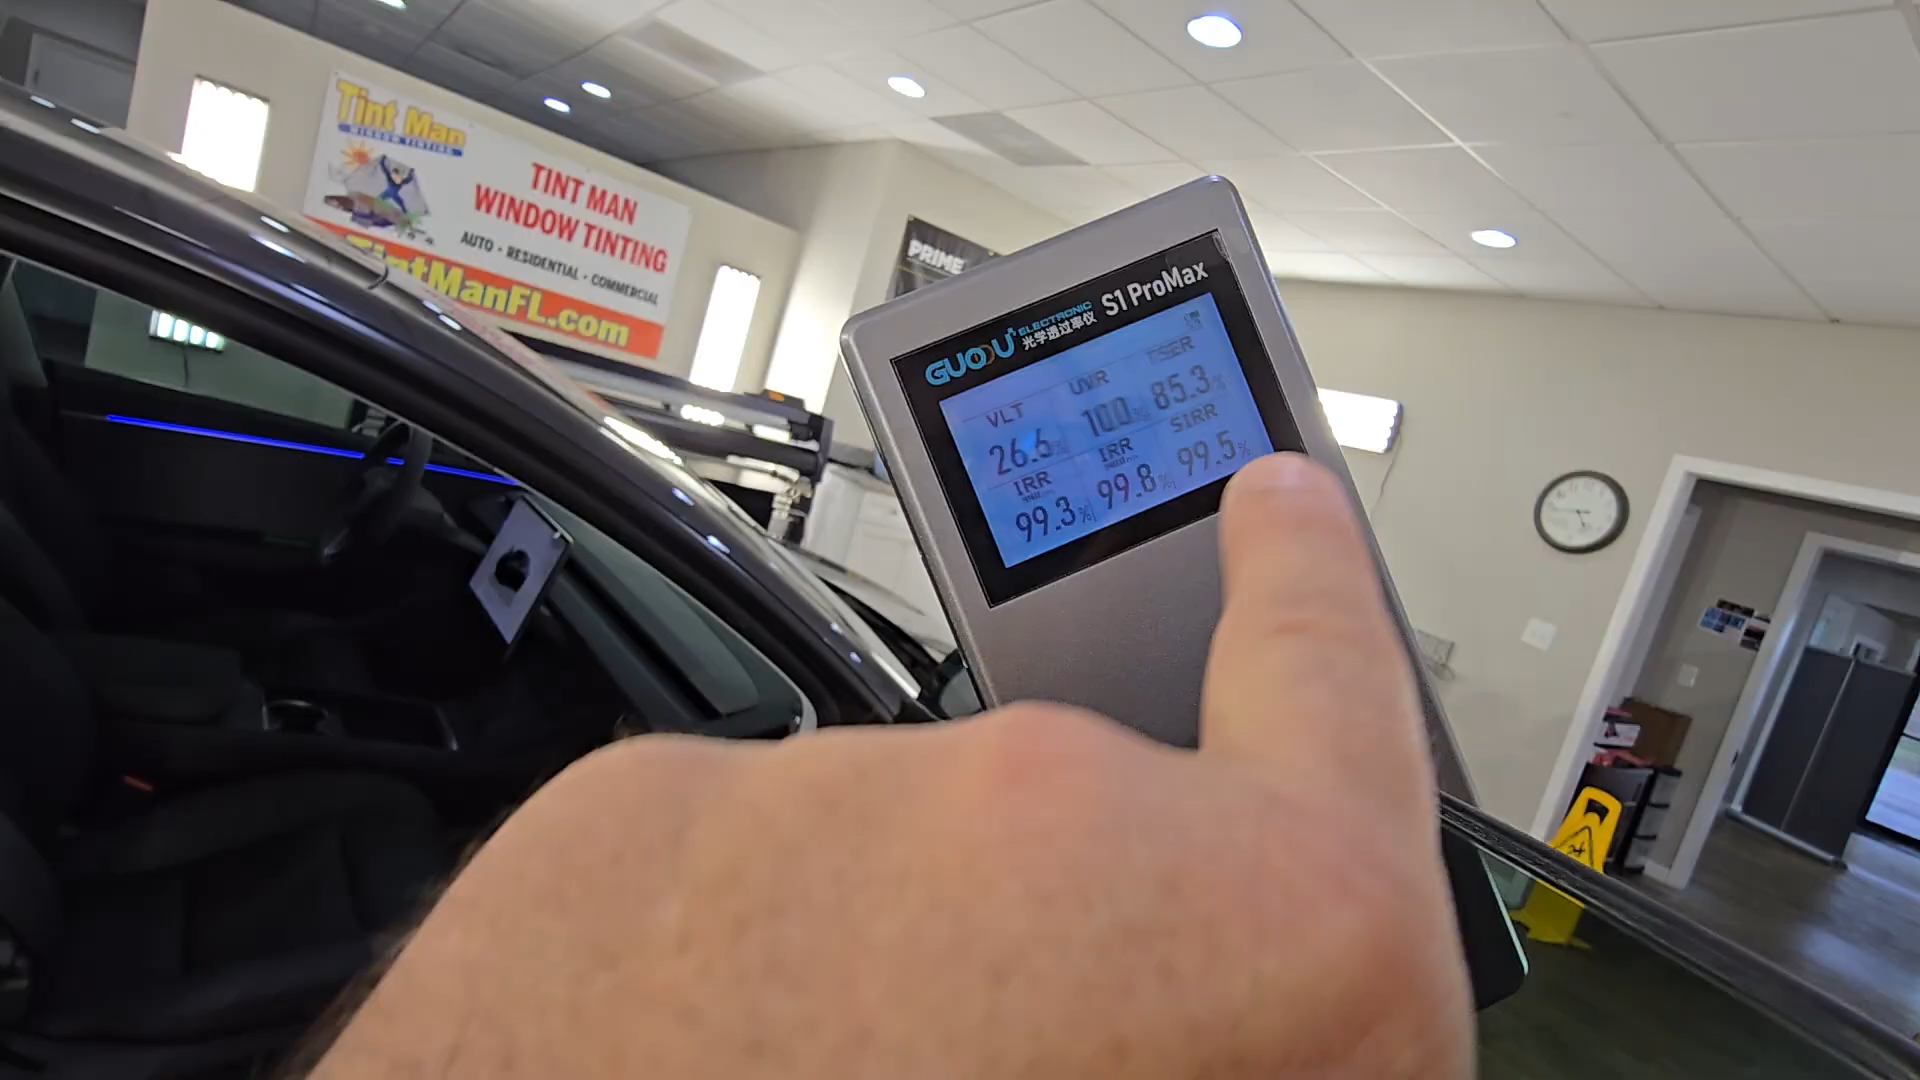 Tint Man
WINDOW TINTING
TINT MAN
WINDOW TINTING
AUTO - RESIDENTIAL - COMMERCIAL
TintManFL.com
PRIME
GUOOU ELECTRONIC
光学透过率仪
S1 ProMax
VLT UVR TSER
26.6% 100% 85.3%
IRR IRR SIRR
99.3% 99.8% 99.5%